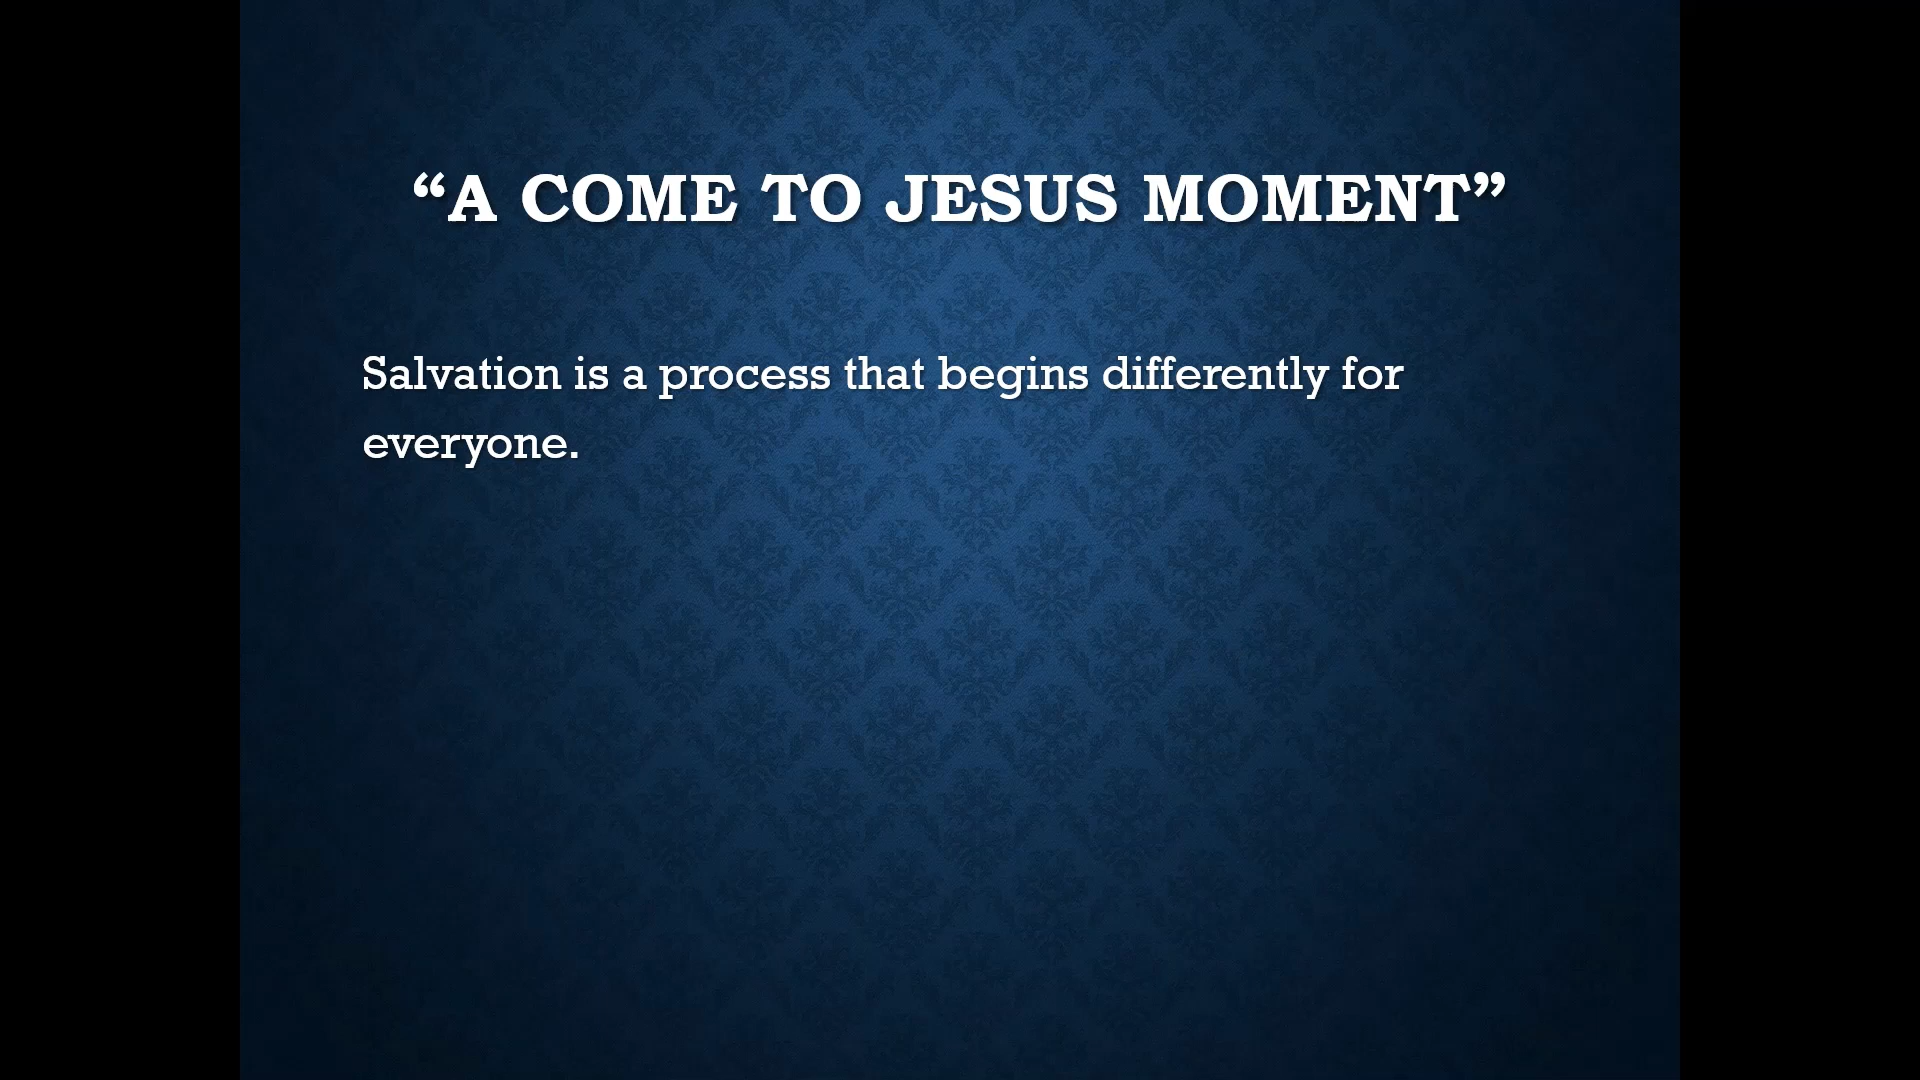 “A COME TO JESUS MOMENT”
Salvation is a process that begins differently for
everyone.